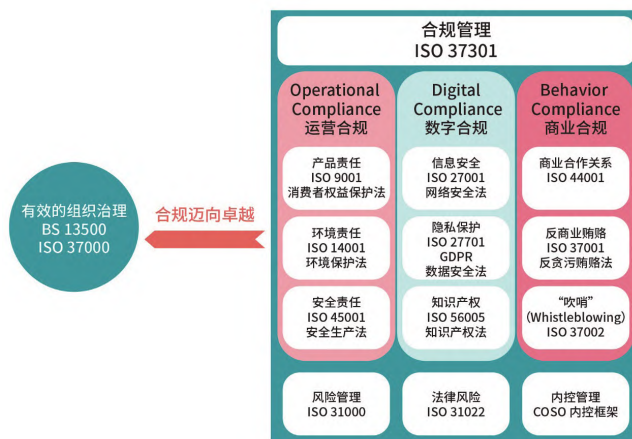 合规管理
ISO 37301
Operational
Compliance
运营合规
产品责任
ISO 9001
消费者权益保护法
环境责任
ISO 14001
环境保护法
安全责任
ISO 45001
安全生产法
Digital
Compliance
数字合规
信息安全
ISO 27001
网络安全法
隐私保护
ISO 27701
GDPR
数据安全法
知识产权
ISO 56005
知识产权法
Behavior
Compliance
商业合规
商业合作关系
ISO 44001
反商业贿赂
ISO 37001
反贪污贿赂法
“吹哨”
(Whistleblowing)
ISO 37002
风险管理
ISO 31000
法律风险
ISO 31022
内控管理
COSO 内控框架
合规迈向卓越
有效的组织治理
BS 13500
ISO 37000